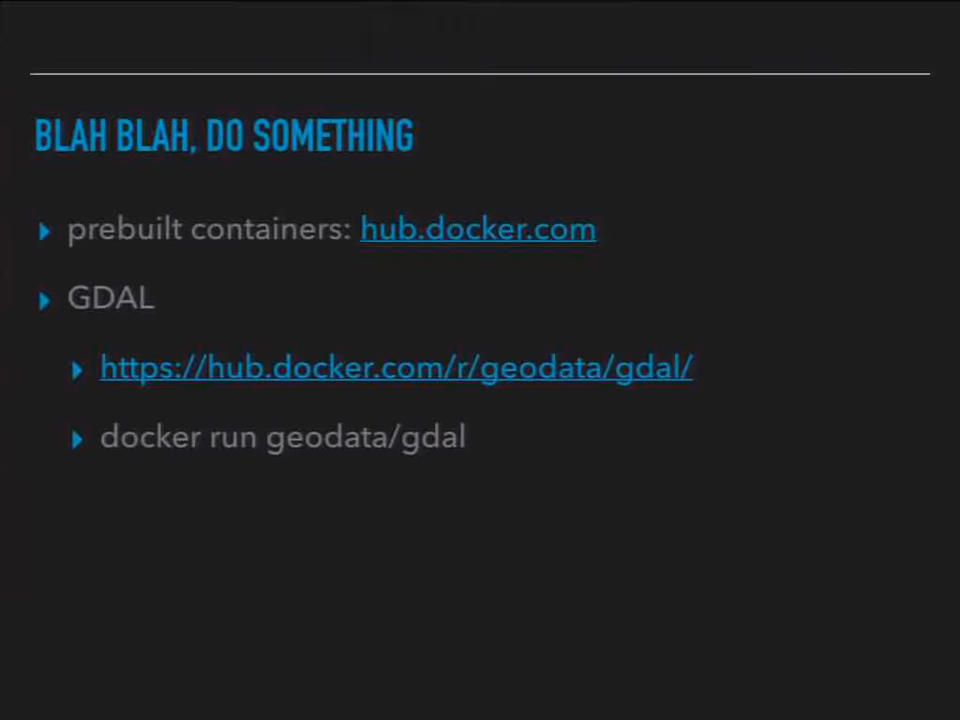 BLAH BLAH, DO SOMETHING
prebuilt containers: hub.docker.com
GDAL
https://hub.docker.com/r/geodata/gdal/
docker run geodata/gdal